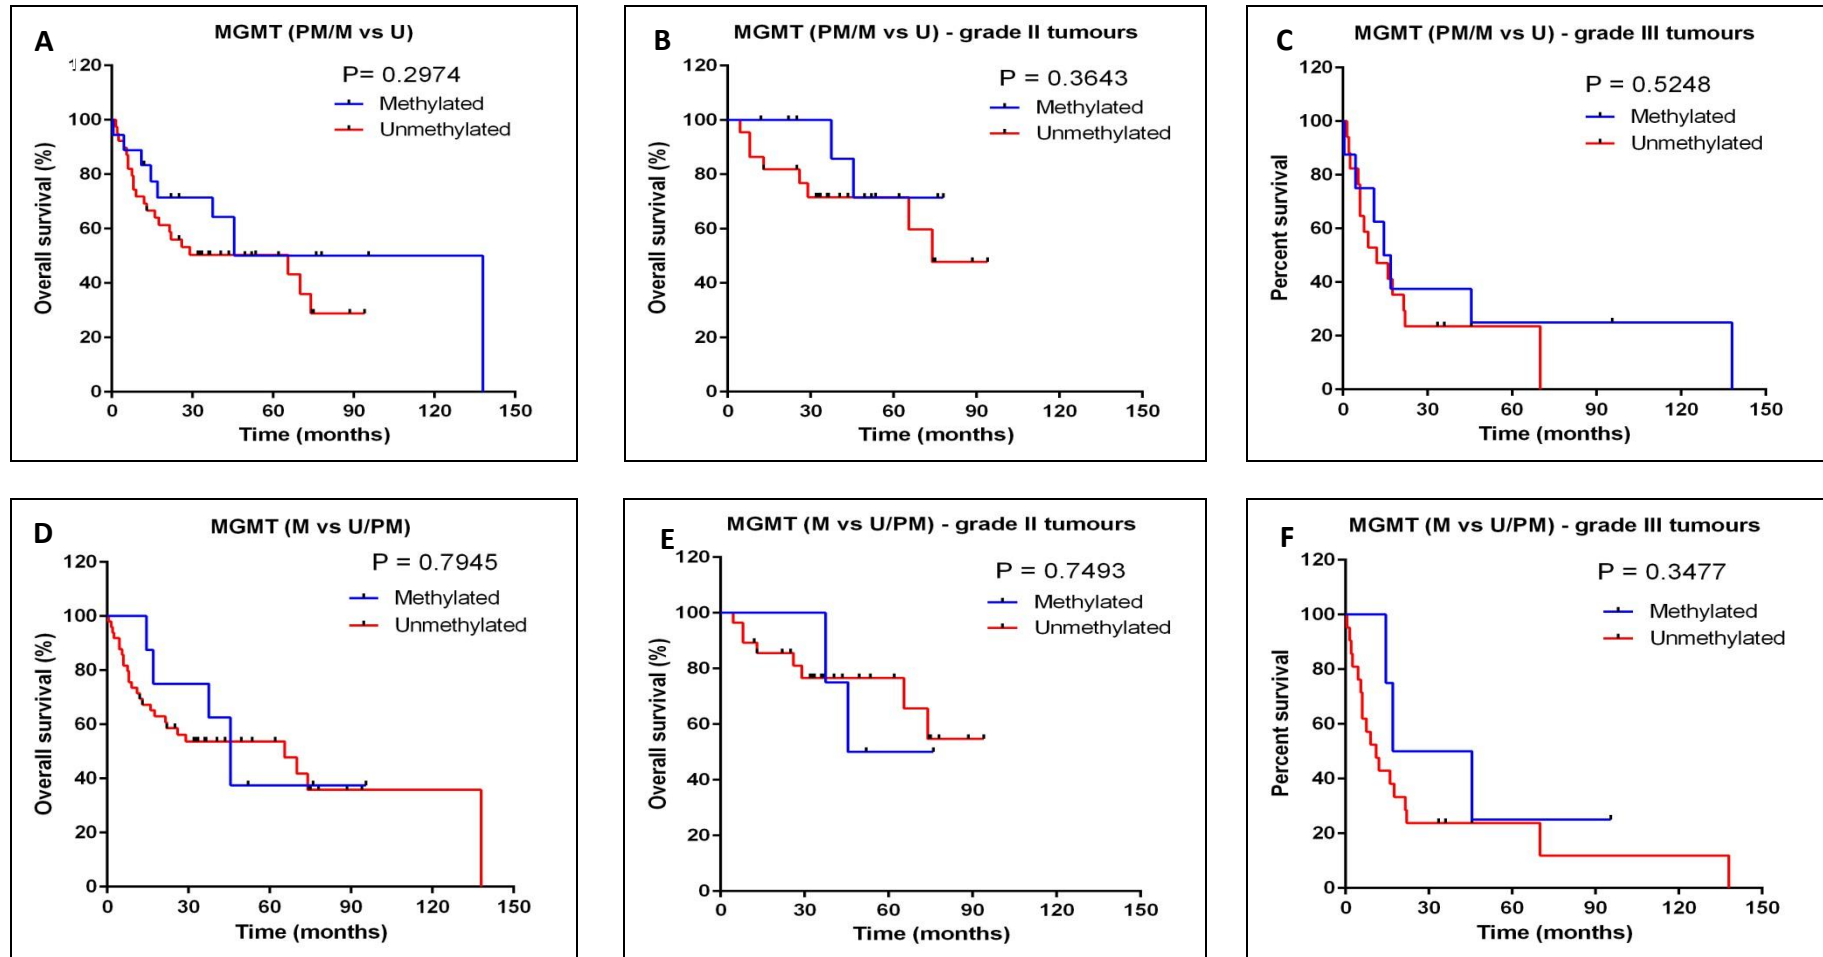 A
MGMT (PM/M vs U)
P= 0.2974
Methylated
Unmethylated
Overall survival (%)
120
100
80
60
40
20
0
0 30 60 90 120 150
Time (months)
B
MGMT (PM/M vs U) - grade II tumours
P = 0.3643
Methylated
Unmethylated
Overall survival (%)
120
100
80
60
40
20
0
0 30 60 90 120 150
Time (months)
C
MGMT (PM/M vs U) - grade III tumours
P = 0.5248
Methylated
Unmethylated
Percent survival
120
100
80
60
40
20
0
0 30 60 90 120 150
Time (months)
D
MGMT (M vs U/PM)
P = 0.7945
Methylated
Unmethylated
Overall survival (%)
120
100
80
60
40
20
0
0 30 60 90 120 150
Time (months)
E
MGMT (M vs U/PM) - grade II tumours
P = 0.7493
Methylated
Unmethylated
Overall survival (%)
120
100
80
60
40
20
0
0 30 60 90 120 150
Time (months)
F
MGMT (M vs U/PM) - grade III tumours
P = 0.3477
Methylated
Unmethylated
Percent survival
120
100
80
60
40
20
0
0 30 60 90 120 150
Time (months)